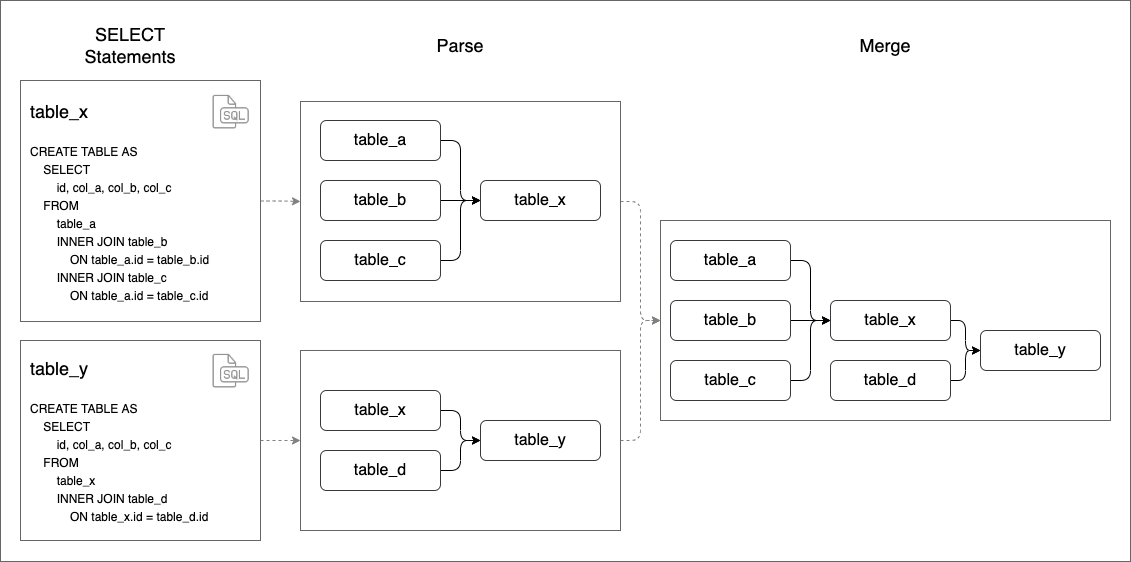 SELECT
Statements
Parse
Merge
table_x
SQL
CREATE TABLE AS
SELECT
id, col_a, col_b, col_c
FROM
table_a
INNER JOIN table_b
ON table_a.id = table_b.id
INNER JOIN table_c
ON table_a.id = table_c.id
table_y
SQL
CREATE TABLE AS
SELECT
id, col_a, col_b, col_c
FROM
table_x
INNER JOIN table_d
ON table_x.id = table_d.id
table_a
table_b
table_c
table_x
table_x
table_d
table_y
table_a
table_b
table_c
table_x
table_d
table_y